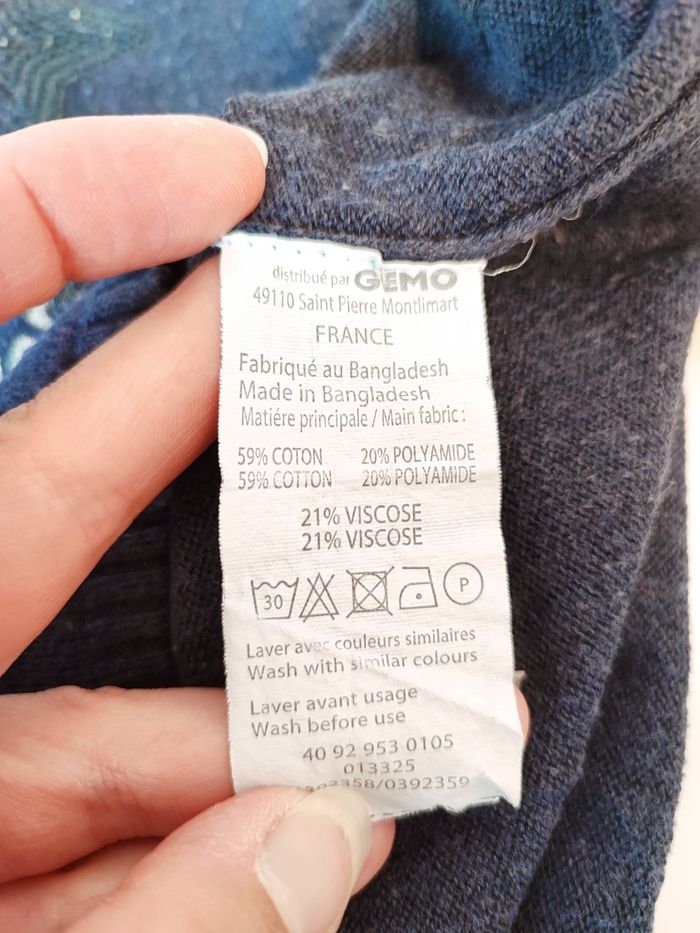 distribué par GEMO
49110 Saint Pierre Montlimart
FRANCE
Fabriqué au Bangladesh
Made in Bangladesh
Matiére principale / Main fabric :
59% COTON 20% POLYAMIDE
59% COTTON 20% POLYAMIDE
21% VISCOSE
21% VISCOSE
30 P
Laver avec couleurs similaires
Wash with similar colours
Laver avant usage
Wash before use
40 92 953 0105
013325
/0392359